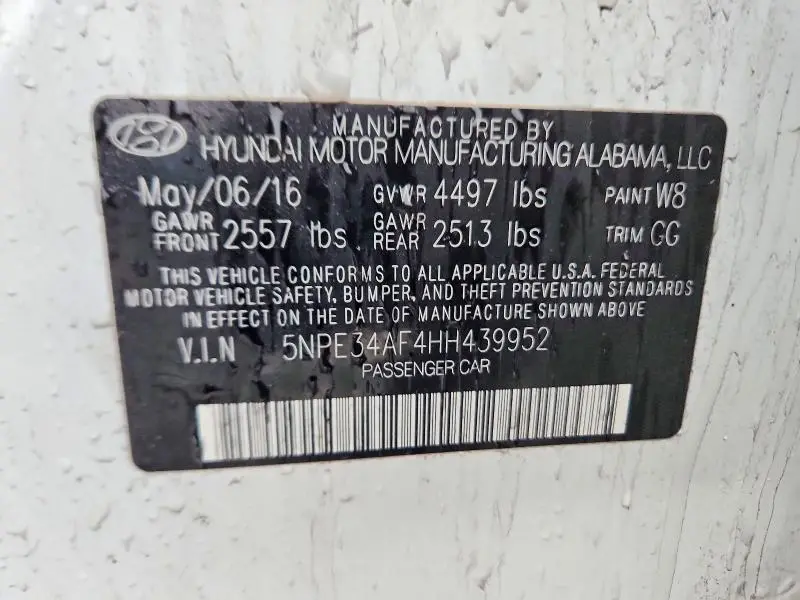 MANUFACTURED BY
HYUNDAI MOTOR MANUFACTURING ALABAMA, LLC
May/06/16 GVWR 4497 lbs PAINT W8
GAWR FRONT 2557 lbs GAWR REAR 2513 lbs TRIM GG
THIS VEHICLE CONFORMS TO ALL APPLICABLE U.S.A. FEDERAL
MOTOR VEHICLE SAFETY, BUMPER, AND THEFT PREVENTION STANDARDS
IN EFFECT ON THE DATE OF MANUFACTURE SHOWN ABOVE
V.I.N 5NPE34AF4HH439952
PASSENGER CAR